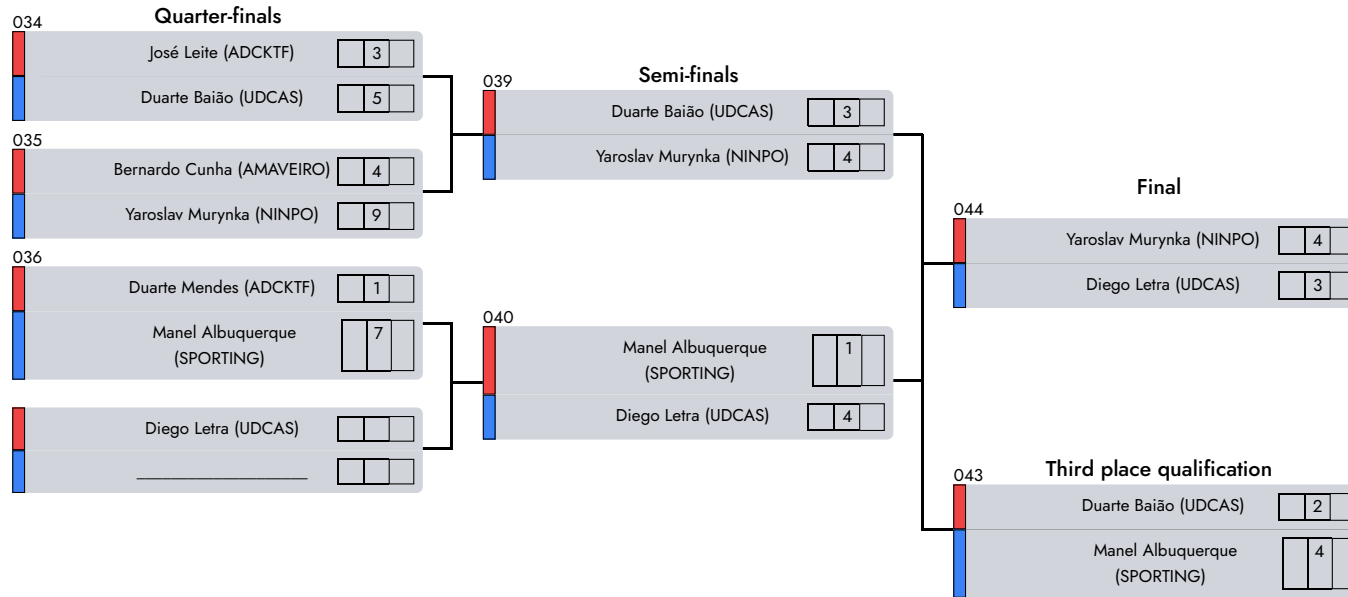 Quarter-finals
034
José Leite (ADCKTF) 3
Duarte Baião (UDCAS) 5
035
Bernardo Cunha (AMAVEIRO) 4
Yaroslav Murynka (NINPO) 9
036
Duarte Mendes (ADCKTF) 1
Manel Albuquerque 7
(SPORTING)
Diego Letra (UDCAS)
____________________
Semi-finals
039
Duarte Baião (UDCAS) 3
Yaroslav Murynka (NINPO) 4
040
Manel Albuquerque 1
(SPORTING)
Diego Letra (UDCAS) 4
Final
044
Yaroslav Murynka (NINPO) 4
Diego Letra (UDCAS) 3
Third place qualification
043
Duarte Baião (UDCAS) 2
Manel Albuquerque 4
(SPORTING)